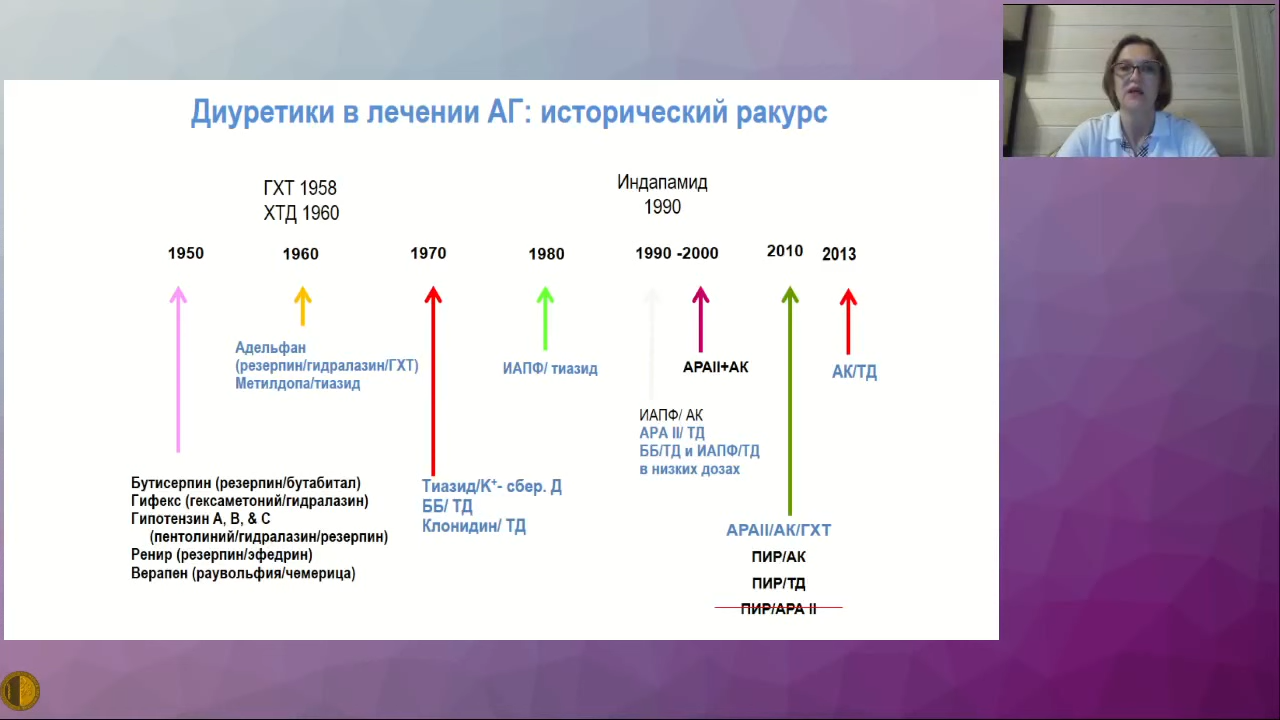 Диуретики в лечении АГ: исторический ракурс
ГХТ 1958
ХТД 1960
Индапамид
1990
1950
1960
1970
1980
1990 -2000
2010
2013
Адельфан
(резерпин/гидралазин/ГХТ)
Метилдопа/тиазид
ИАПФ/ тиазид
АРАII+АК
АК/ТД
ИАПФ/ АК
АРА II/ ТД
ББ/ТД и ИАПФ/ТД
в низких дозах
Бутисерпин (резерпин/бутабитал)
Гифекс (гексаметоний/гидралазин)
Гипотензин А, В, & С
(пентолиний/гидралазин/резерпин)
Ренир (резерпин/эфедрин)
Верапен (раувольфия/чемерица)
Тиазид/К⁺- сбер. Д
ББ/ ТД
Клонидин/ ТД
АРАII/АК/ГХТ
ПИР/АК
ПИР/ТД
ПИР/АРА II